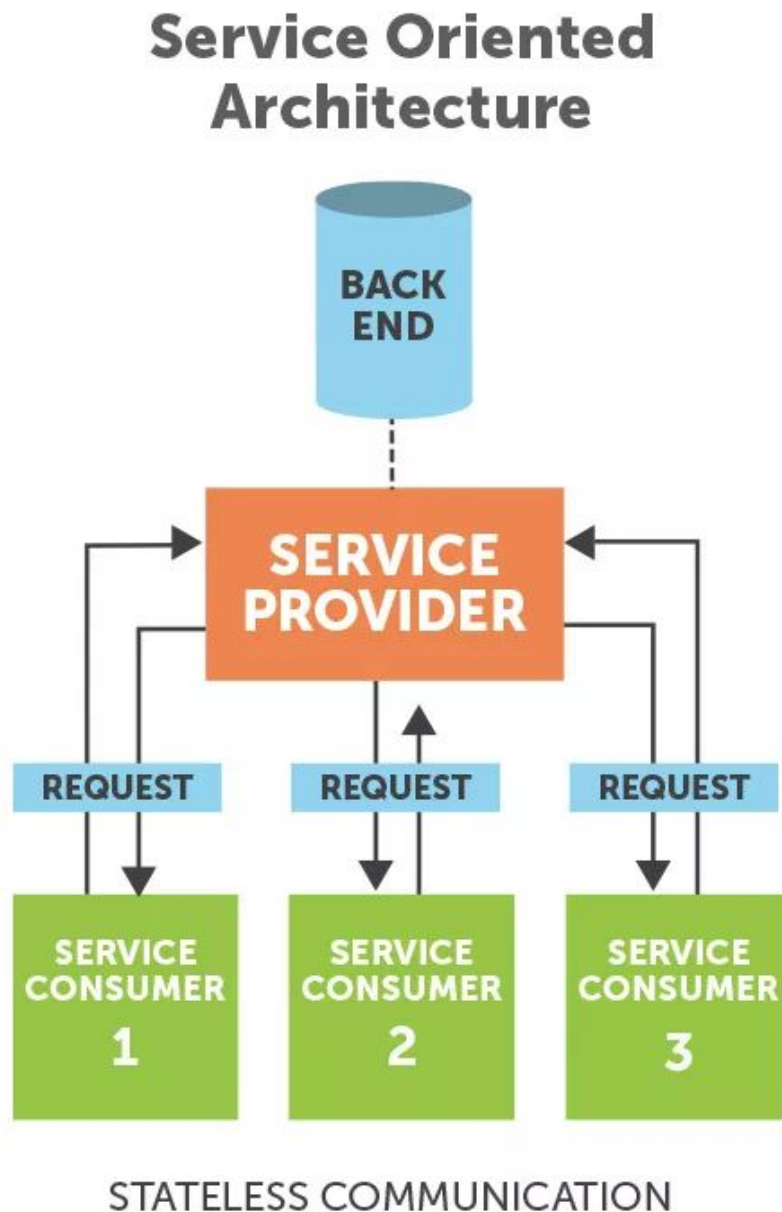 Service Oriented
Architecture
BACK
END
SERVICE
PROVIDER
REQUEST
REQUEST
REQUEST
SERVICE
CONSUMER
1
SERVICE
CONSUMER
2
SERVICE
CONSUMER
3
STATELESS COMMUNICATION